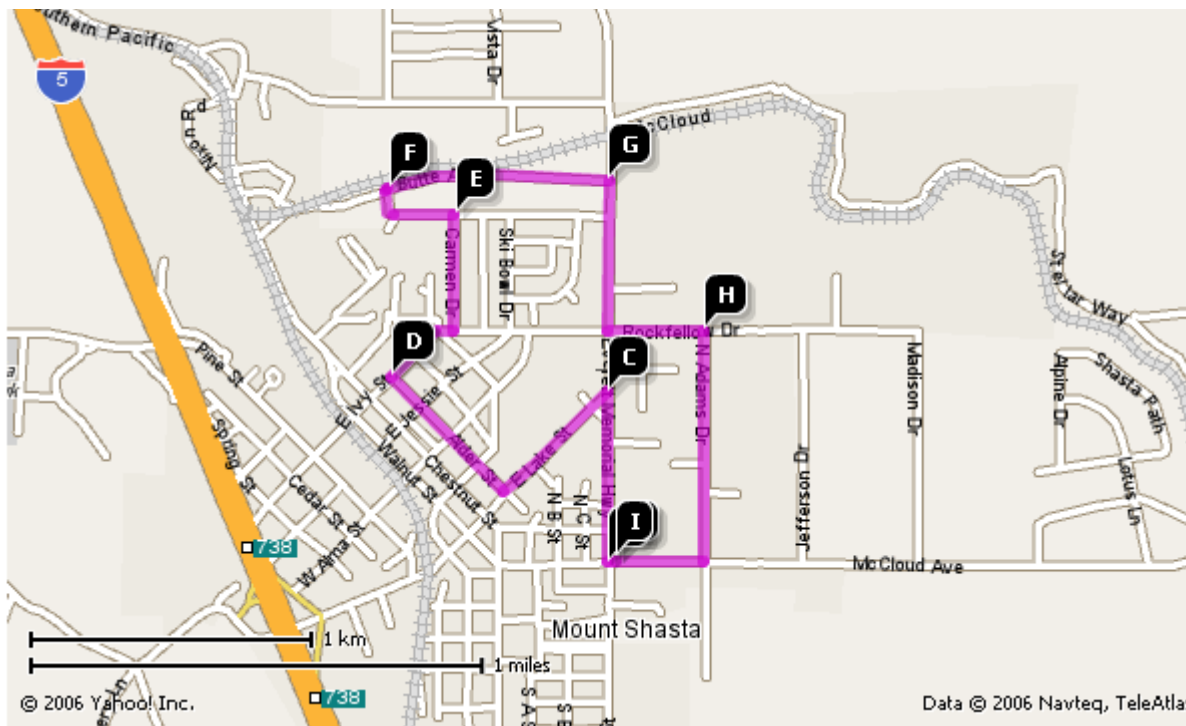 Southern Pacific
5
Vista Dr
Nixon Rd
McCloud
F
G
Butte A
E
Carmen Dr
Ski Bowl Dr
H
Rockfellow Dr
D
C
Pine St
E Ivy St
E Jessie St
Memorial Hwy
N Adams Dr
Madison Dr
Alpine Dr
Shasta Path
Spring St
Walnut St
Alder St
E Lake St
Chestnut St
Cedar St
N B St
N C St
Jefferson Dr
Lotus Ln
I
738
W Alma St
McCloud Ave
Mount Shasta
1 km
1 miles
738
© 2006 Yahoo! Inc.
S A S
S B
Data © 2006 Navteq, TeleAtla